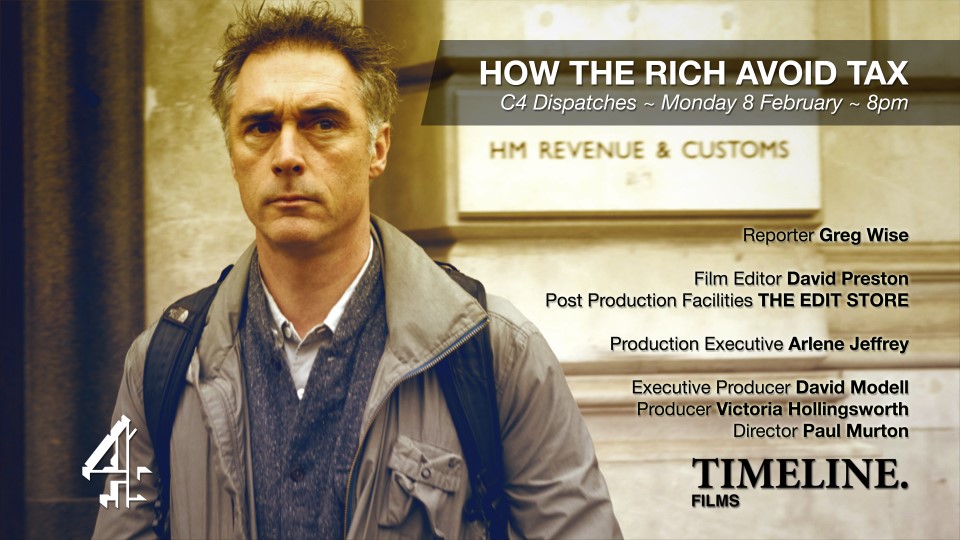 HOW THE RICH AVOID TAX
C4 Dispatches ~ Monday 8 February ~ 8pm
HM REVENUE & CUSTOMS
Reporter Greg Wise
Film Editor David Preston
Post Production Facilities THE EDIT STORE
Production Executive Arlene Jeffrey
Executive Producer David Modell
Producer Victoria Hollingsworth
Director Paul Murton
4
TIMELINE.
FILMS